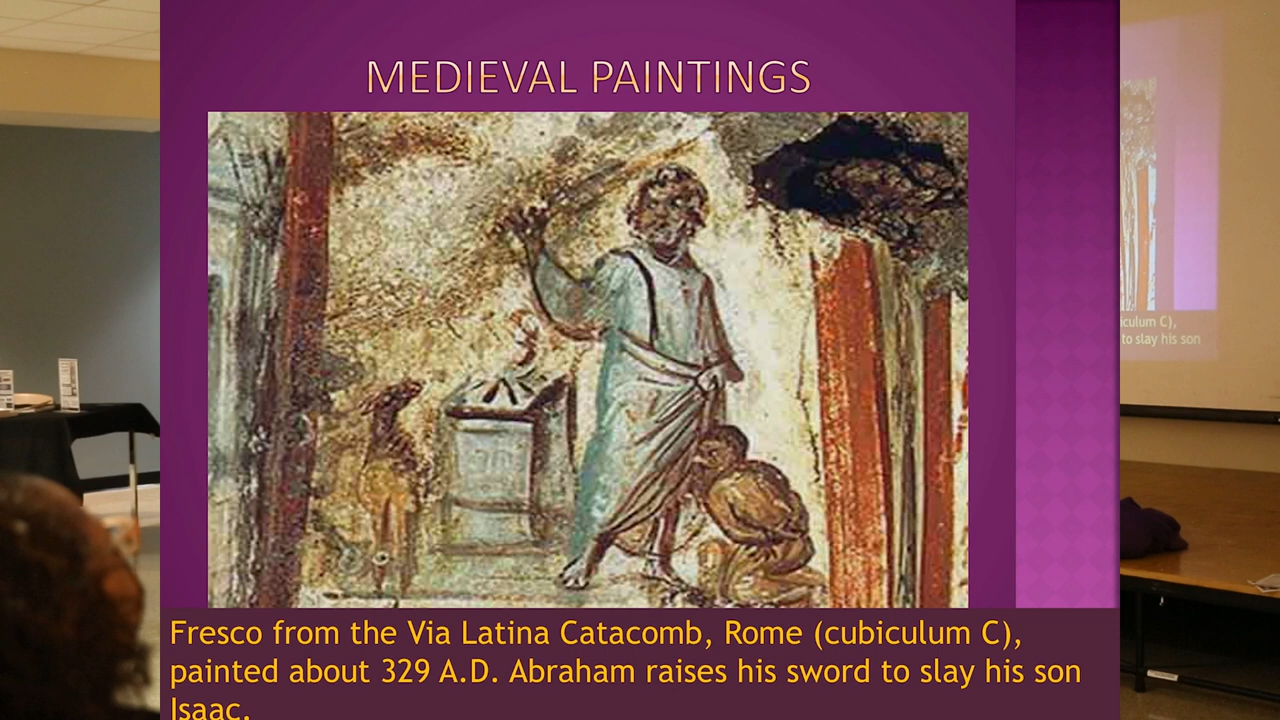 MEDIEVAL PAINTINGS
Fresco from the Via Latina Catacomb, Rome (cubiculum C),
painted about 329 A.D. Abraham raises his sword to slay his son
Isaac.
iculum C),
to slay his son